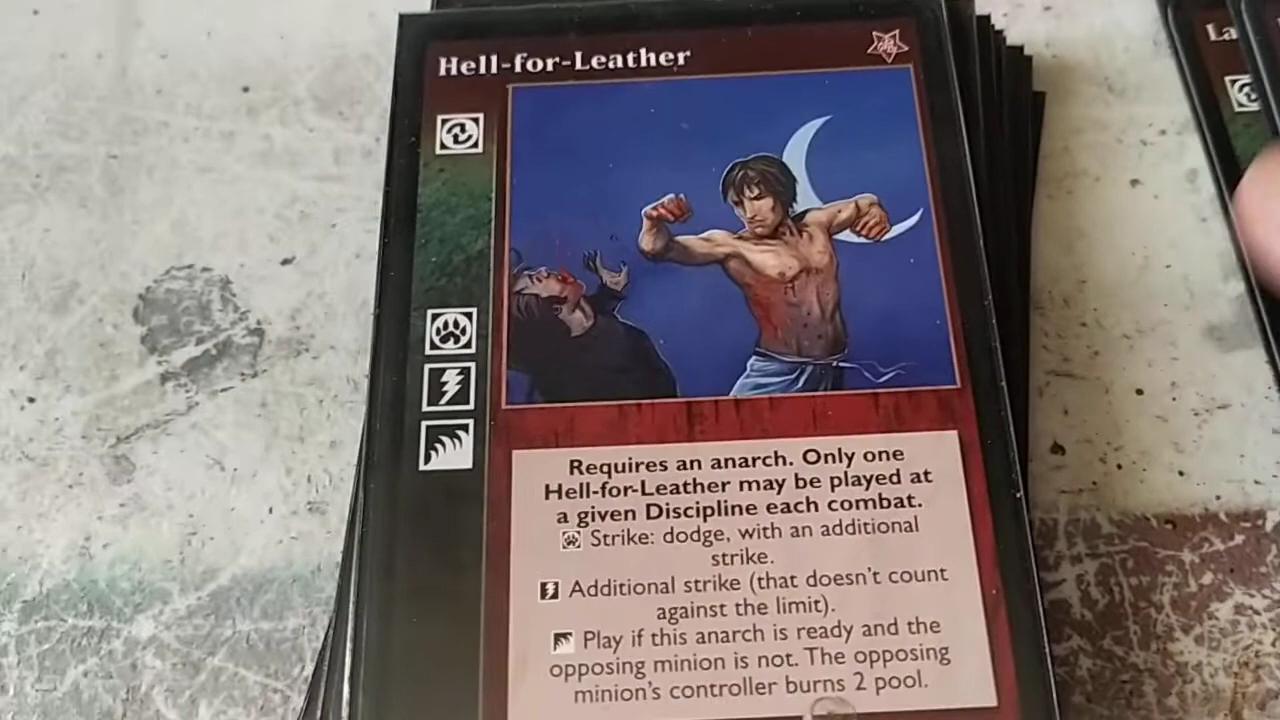 Hell-for-Leather
La
Requires an anarch. Only one
Hell-for-Leather may be played at
a given Discipline each combat.
Strike: dodge, with an additional
strike.
Additional strike (that doesn't count
against the limit).
Play if this anarch is ready and the
opposing minion is not. The opposing
minion's controller burns 2 pool.